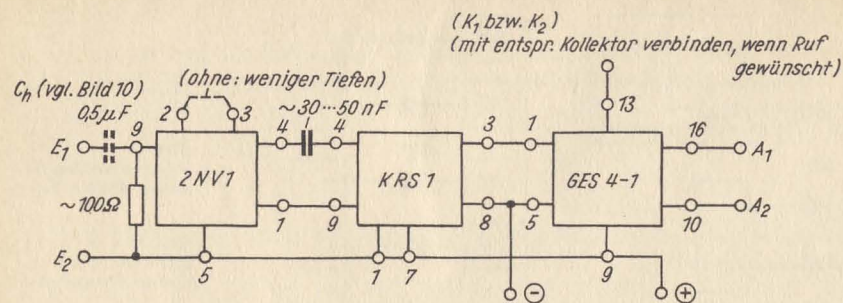 (K₁ bzw. K₂)
(mit entspr. Kollektor verbinden, wenn Ruf
gewünscht)
Cₕ (vgl. Bild 10)
(ohne: weniger Tiefen)
0,5µF
~30···50 nF
2
3
13
E₁
9
4
4
3
1
16
A₁
2NV1
KRS 1
GES 4-1
~100Ω
1
9
8
5
10
A₂
E₂
5
1
7
9
⊖
⊕